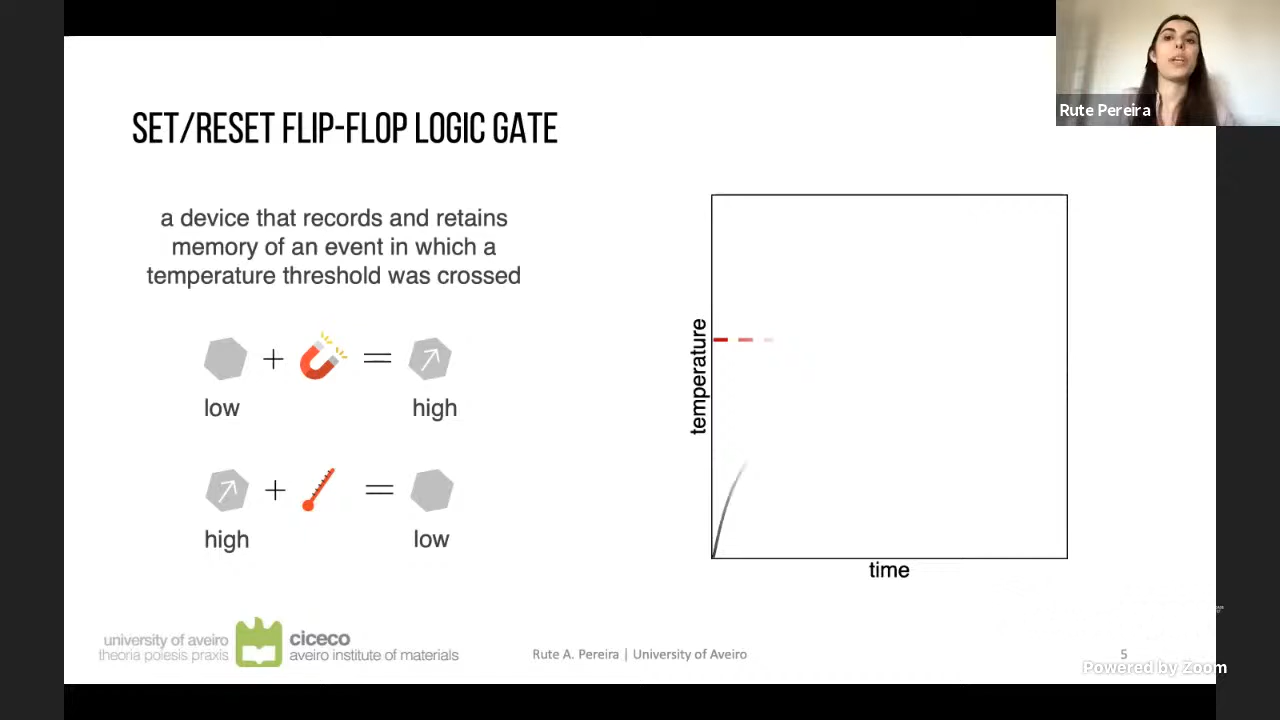 Rute Pereira
SET/RESET FLIP-FLOP LOGIC GATE
a device that records and retains
memory of an event in which a
temperature threshold was crossed
+ =
low high
+ =
high low
temperature
time
university of aveiro
theoria poiesis praxis
ciceco
aveiro institute of materials
Rute A. Pereira | University of Aveiro
5
Powered by Zoom